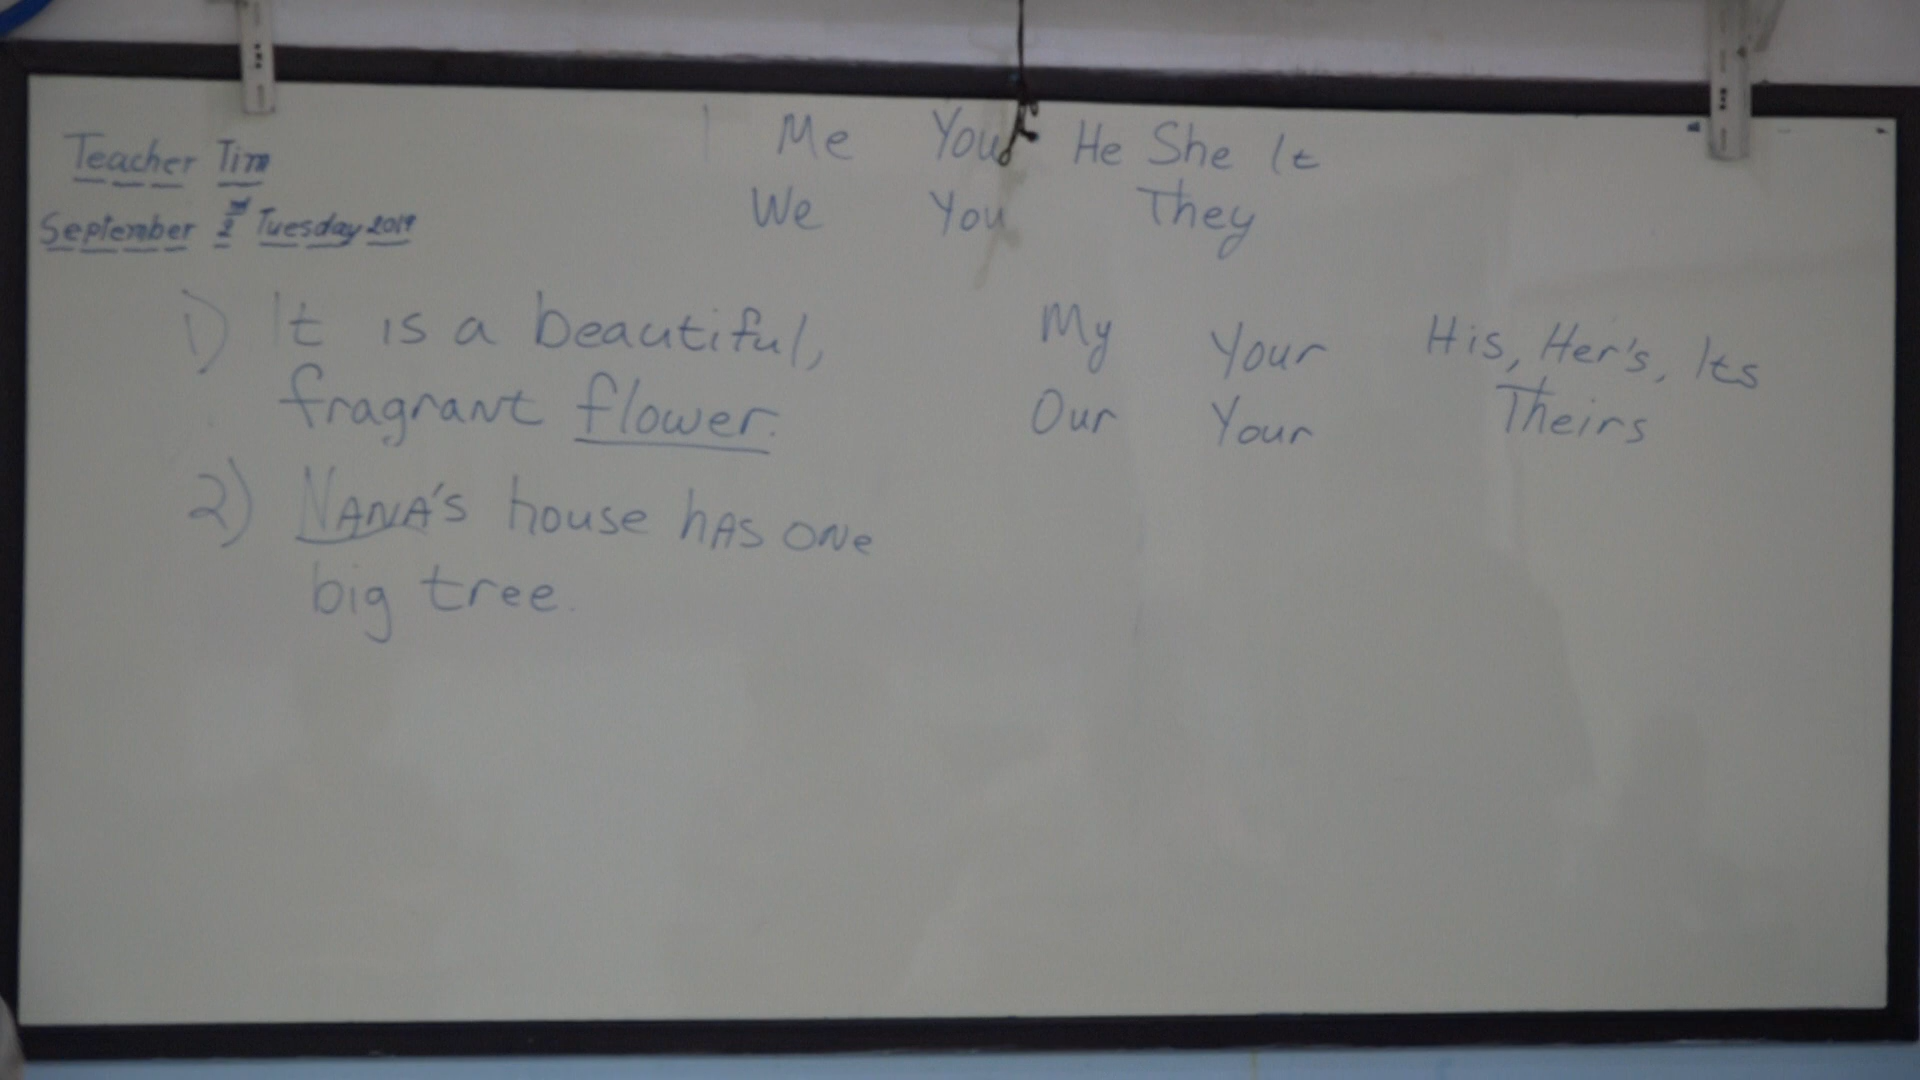 Teacher Tim
September 2nd Tuesday 2019
I Me You He She It
We You They
1) It is a beautiful,
fragrant flower.
2) NANA's house hAS ONe
big tree.
My Your His, Her's, Its
Our Your Theirs